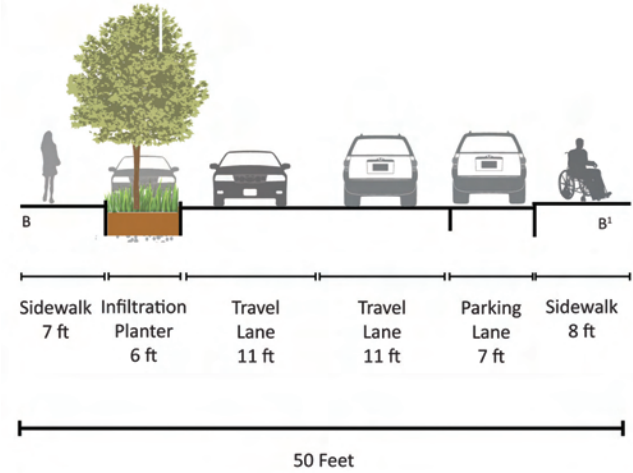 B
B¹
Sidewalk
7 ft
Infiltration
Planter
6 ft
Travel
Lane
11 ft
Travel
Lane
11 ft
Parking
Lane
7 ft
Sidewalk
8 ft
50 Feet